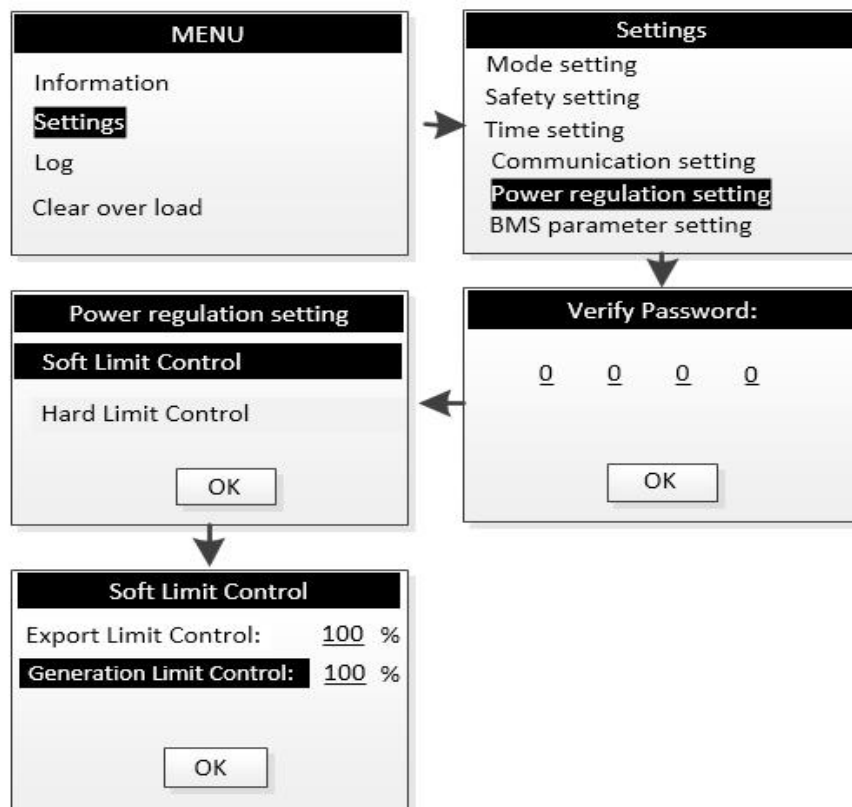 MENU
Information
Settings
Log
Clear over load
Settings
Mode setting
Safety setting
Time setting
Communication setting
Power regulation setting
BMS parameter setting
Verify Password:
0 0 0 0
OK
Power regulation setting
Soft Limit Control
Hard Limit Control
OK
Soft Limit Control
Export Limit Control: 100 %
Generation Limit Control: 100 %
OK